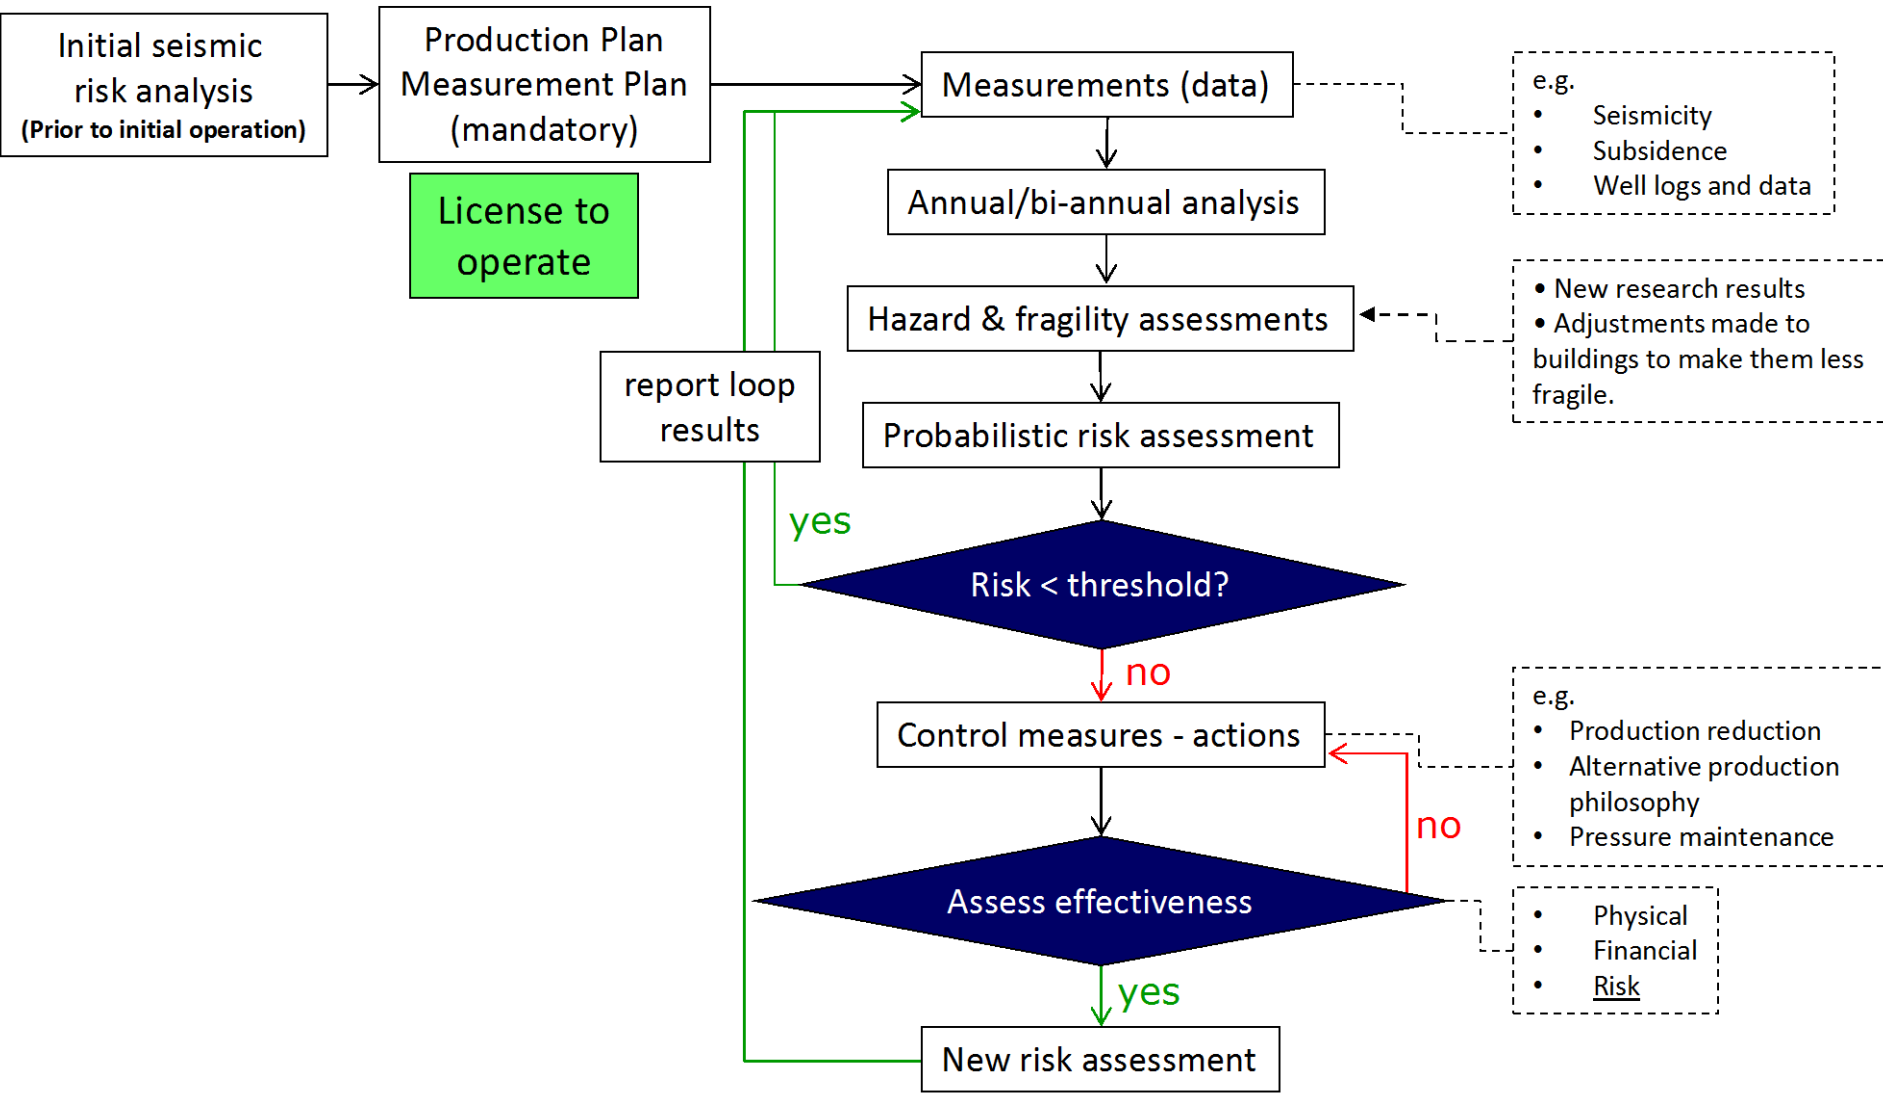 Initial seismic
risk analysis
(Prior to initial operation)
Production Plan
Measurement Plan
(mandatory)
License to
operate
Measurements (data)
e.g.
• Seismicity
• Subsidence
• Well logs and data
Annual/bi-annual analysis
Hazard & fragility assessments
• New research results
• Adjustments made to
buildings to make them less
fragile.
report loop
results
Probabilistic risk assessment
yes
Risk < threshold?
no
Control measures - actions
e.g.
• Production reduction
• Alternative production
philosophy
• Pressure maintenance
no
Assess effectiveness
• Physical
• Financial
• Risk
yes
New risk assessment